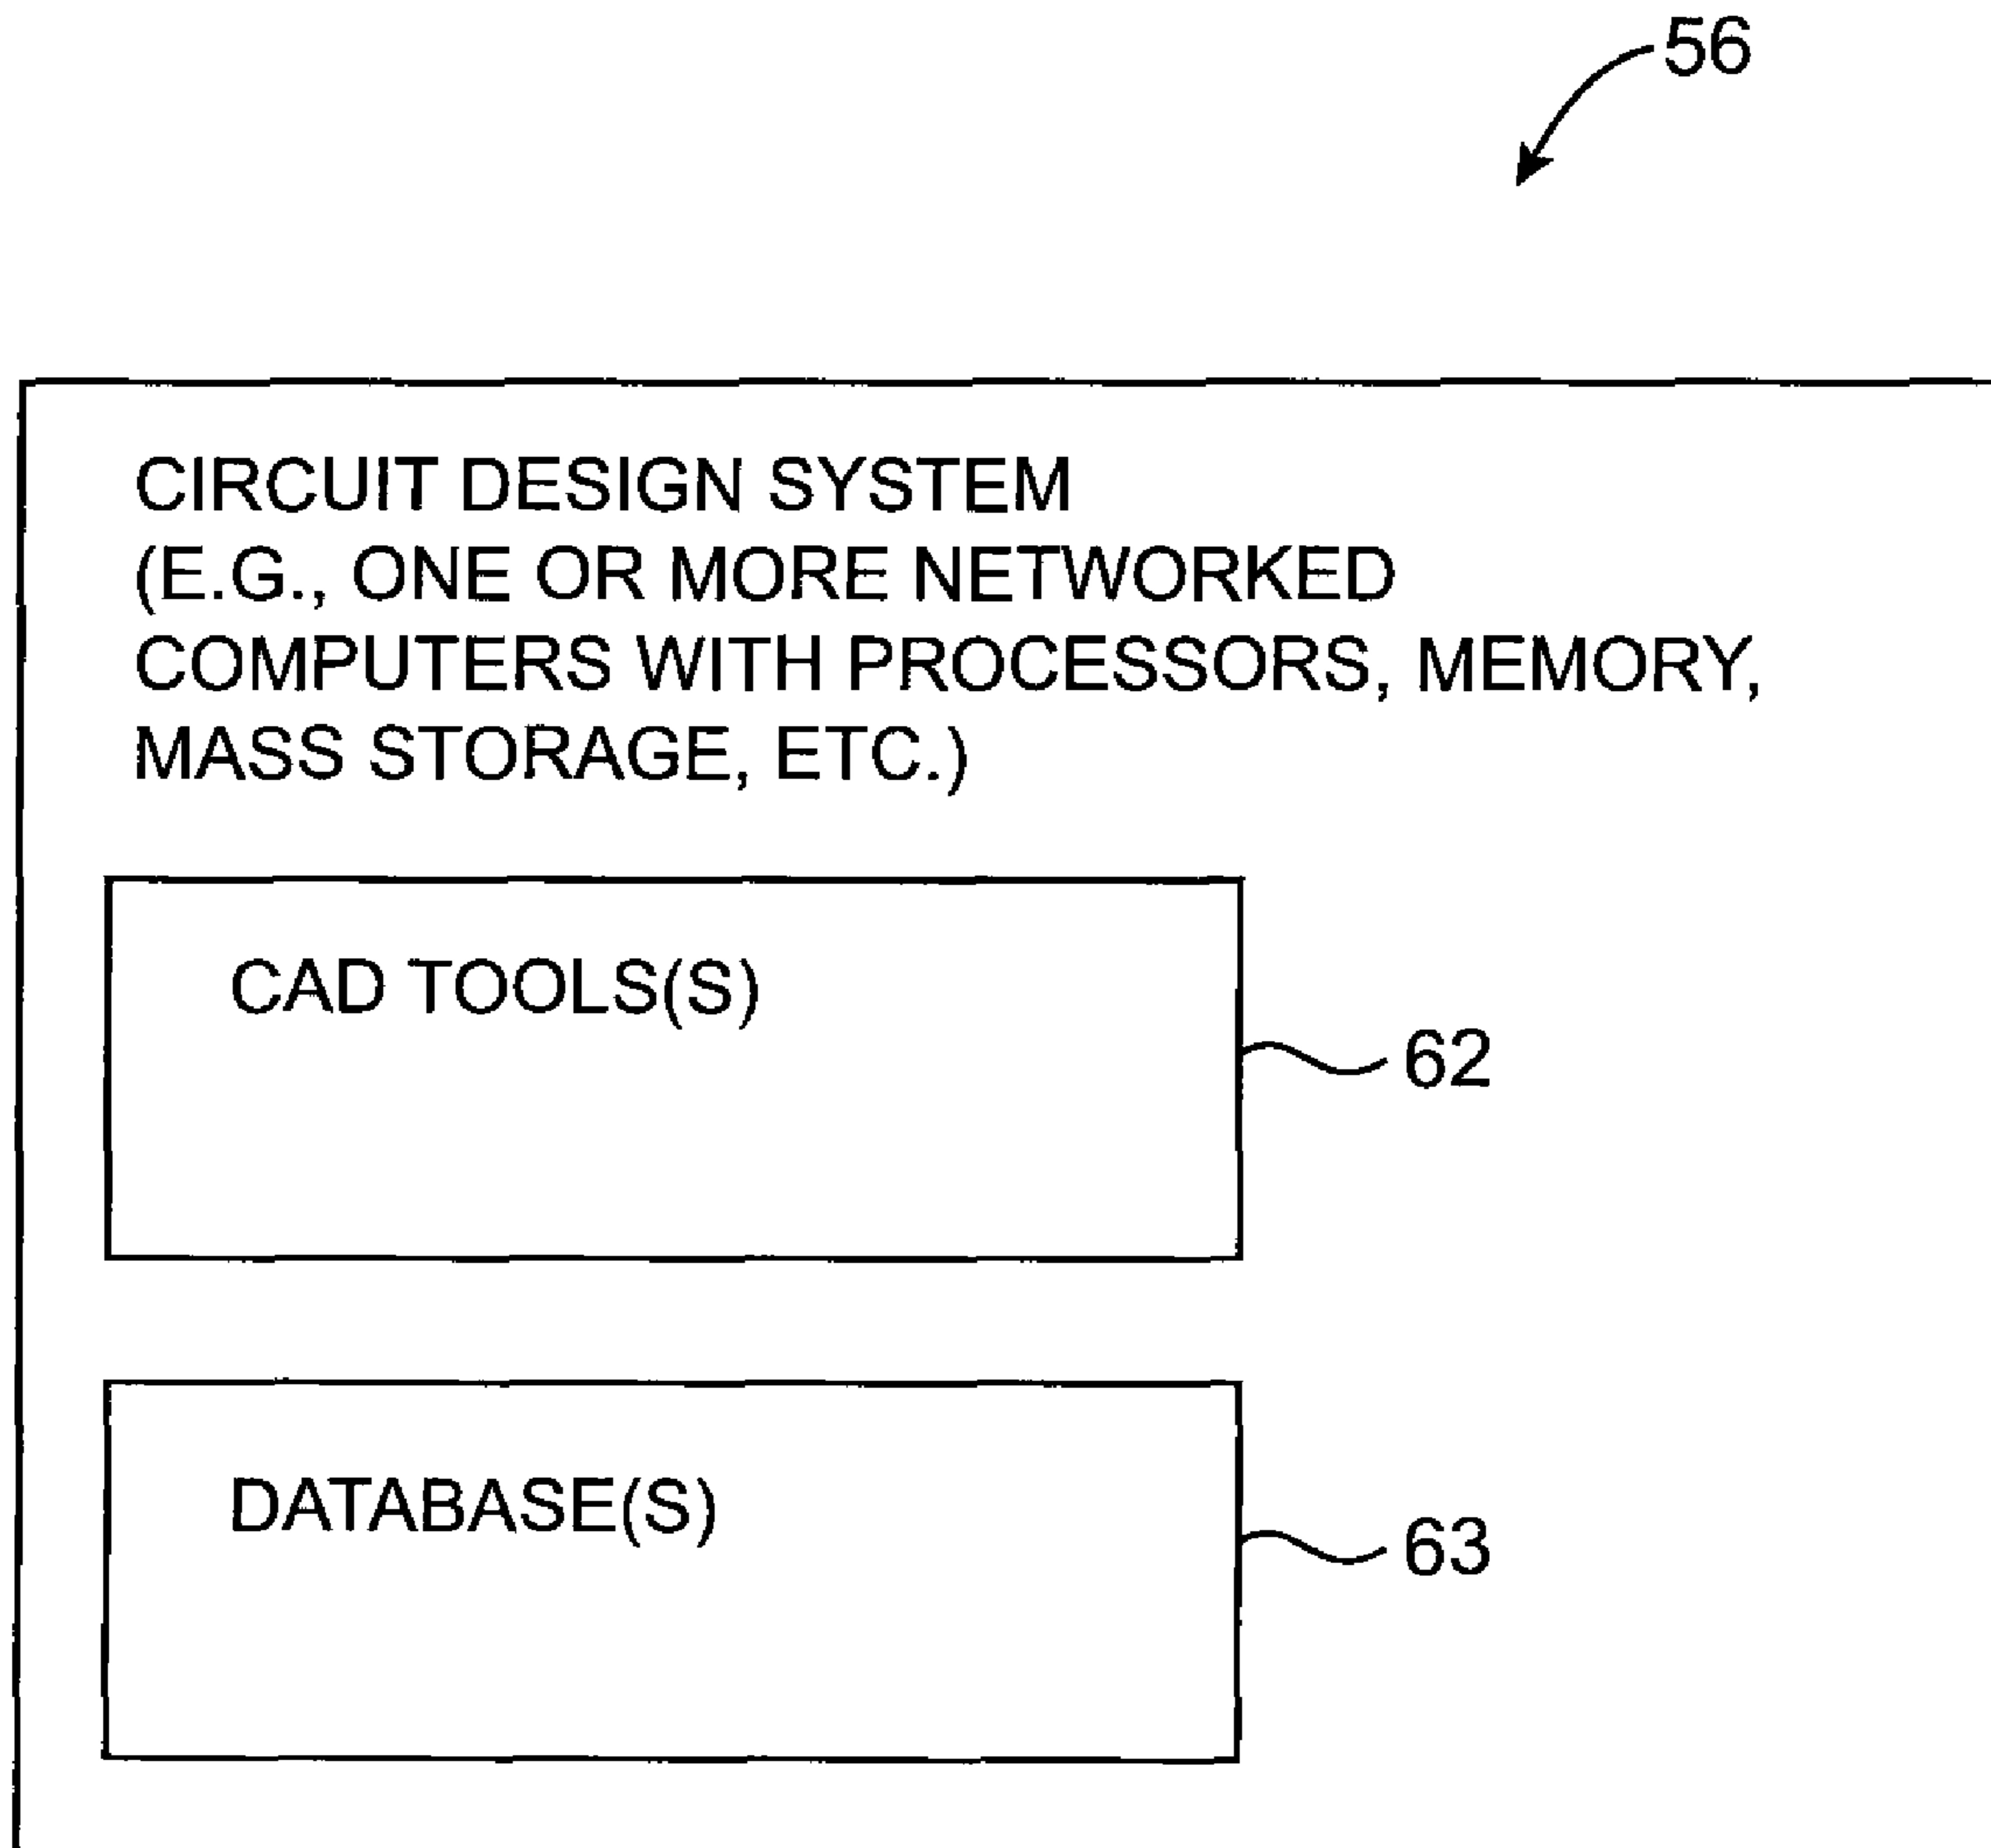 56
CIRCUIT DESIGN SYSTEM
(E.G., ONE OR MORE NETWORKED
COMPUTERS WITH PROCESSORS, MEMORY,
MASS STORAGE, ETC.)
CAD TOOLS(S)
62
DATABASE(S)
63